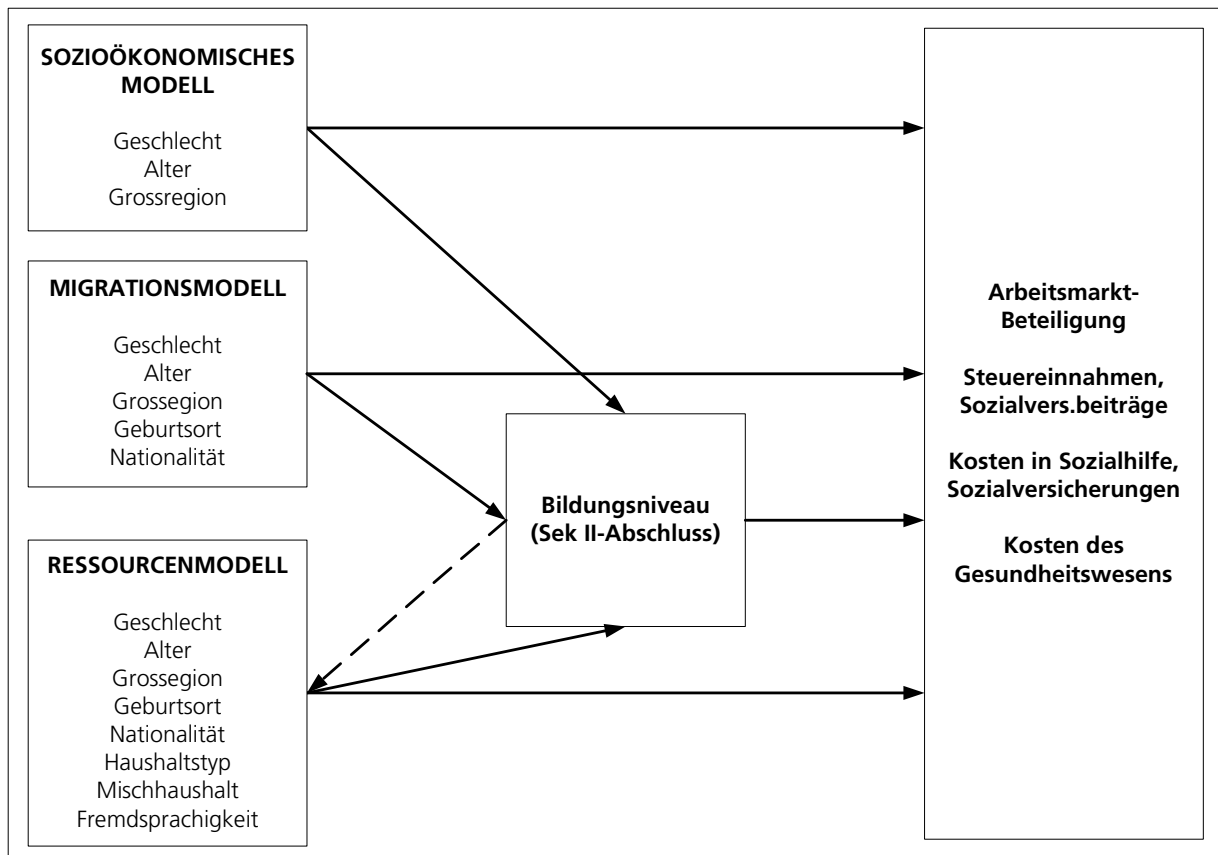 SOZIOÖKONOMISCHES
MODELL
Geschlecht
Alter
Grossregion
MIGRATIONSMODELL
Geschlecht
Alter
Grossegion
Geburtsort
Nationalität
RESSOURCENMODELL
Geschlecht
Alter
Grossegion
Geburtsort
Nationalität
Haushaltstyp
Mischhaushalt
Fremdsprachigkeit
Bildungsniveau
(Sek II-Abschluss)
Arbeitsmarkt-
Beteiligung
Steuereinnahmen,
Sozialvers.beiträge
Kosten in Sozialhilfe,
Sozialversicherungen
Kosten des
Gesundheitswesens